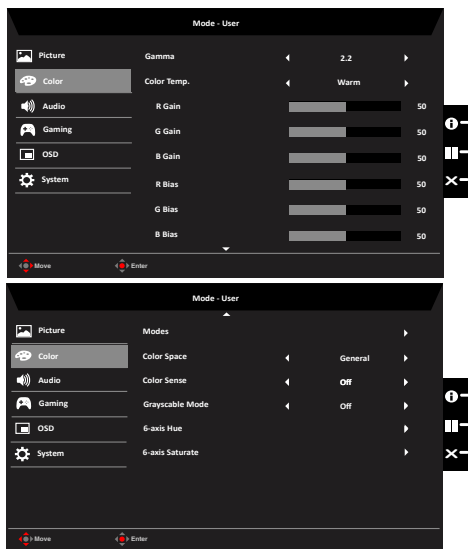 Mode - User
Picture Gamma 2.2
Color Color Temp. Warm
Audio R Gain 50
Gaming G Gain 50
OSD B Gain 50
System R Bias 50
G Bias 50
B Bias 50
Move Enter
Mode - User
Picture Modes
Color Color Space General
Audio Color Sense Off
Gaming Grayscable Mode Off
OSD 6-axis Hue
System 6-axis Saturate
Move Enter